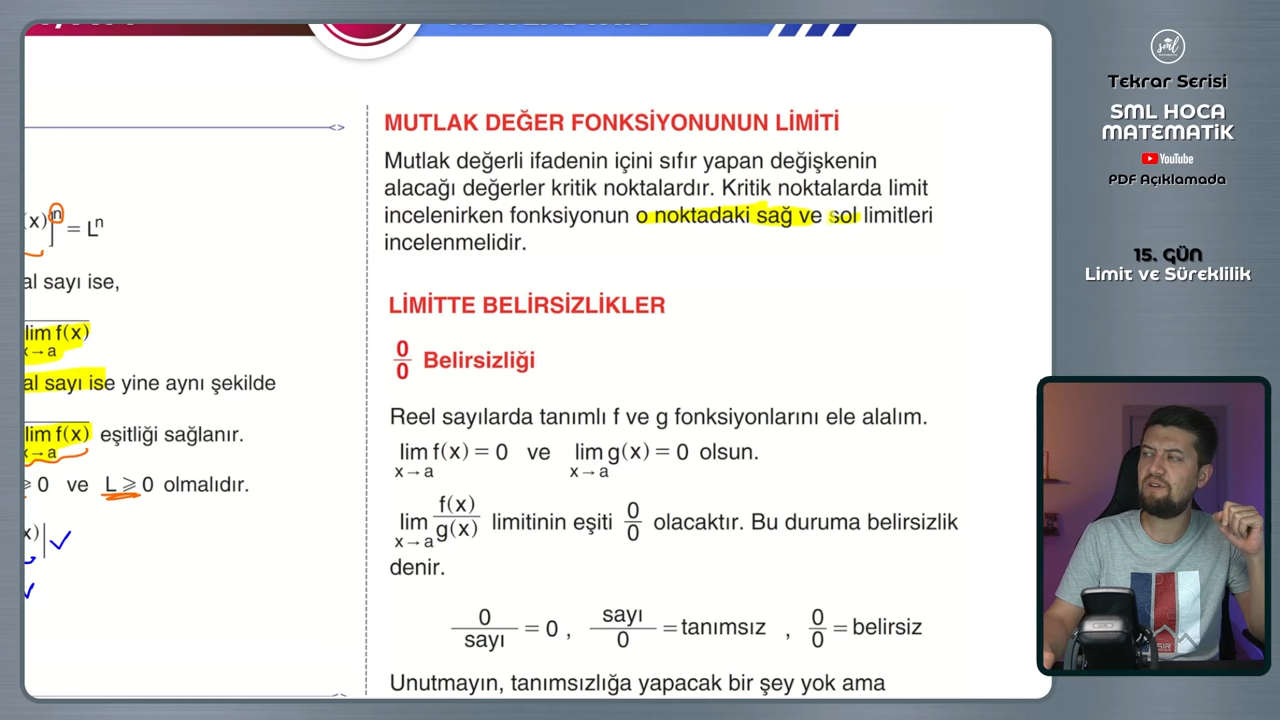 x)]ⁿ = Lⁿ
al sayı ise,
lim f(x)
x→a
al sayı ise yine aynı şekilde
lim f(x) eşitliği sağlanır.
x→a
≥ 0 ve L ≥ 0 olmalıdır.
x)|
MUTLAK DEĞER FONKSİYONUNUN LİMİTİ
Mutlak değerli ifadenin içini sıfır yapan değişkenin
alacağı değerler kritik noktalardır. Kritik noktalarda limit
incelenirken fonksiyonun o noktadaki sağ ve sol limitleri
incelenmelidir.
LİMİTTE BELİRSİZLİKLER
0/0 Belirsizliği
Reel sayılarda tanımlı f ve g fonksiyonlarını ele alalım.
lim f(x) = 0 ve lim g(x) = 0 olsun.
x→a x→a
lim f(x)/g(x) limitinin eşiti 0/0 olacaktır. Bu duruma belirsizlik
x→a
denir.
0/sayı = 0 , sayı/0 = tanımsız , 0/0 = belirsiz
Unutmayın, tanımsızlığa yapacak bir şey yok ama
sml
Tekrar Serisi
SML HOCA
MATEMATİK
YouTube
PDF Açıklamada
15. GÜN
Limit ve Süreklilik